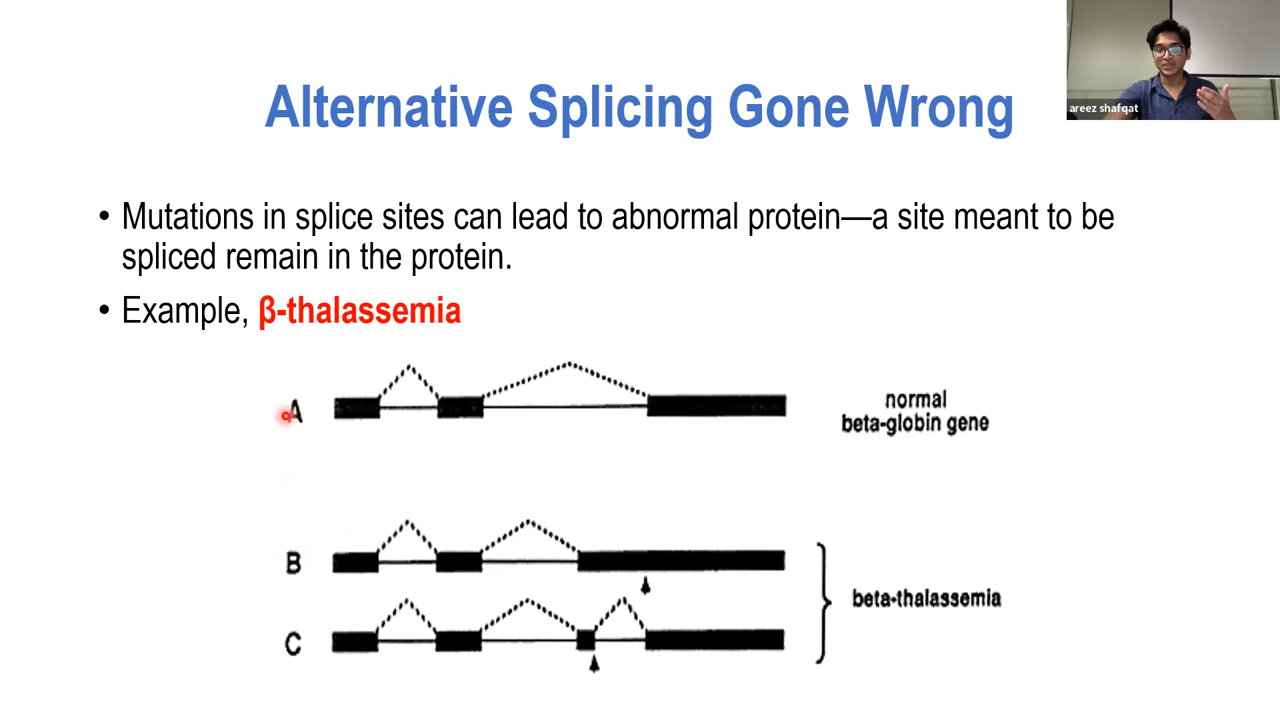 areez shafqat
Alternative Splicing Gone Wrong
• Mutations in splice sites can lead to abnormal protein—a site meant to be
spliced remain in the protein.
• Example, β-thalassemia
A
normal
beta-globin gene
B
beta-thalassemia
C